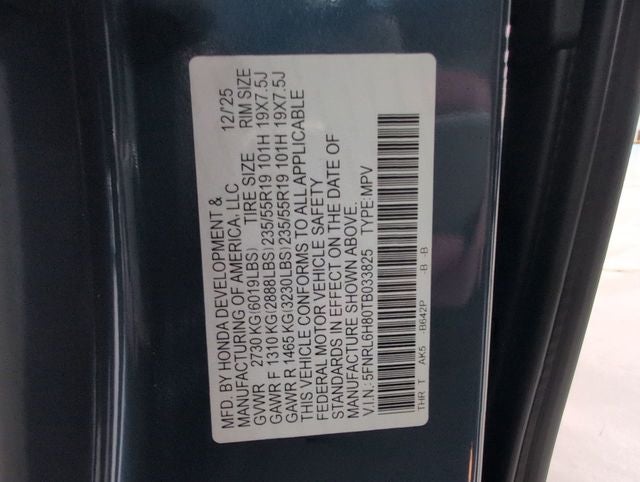 MFD. BY HONDA DEVELOPMENT & 12/'25
MANUFACTURING OF AMERICA, LLC
GVWR 2730 KG(6019LBS) TIRE SIZE RIM SIZE
GAWR F 1310 KG(2888LBS)235/55R19 101H 19X7.5J
GAWR R 1465 KG(3230LBS)235/55R19 101H 19X7.5J
THIS VEHICLE CONFORMS TO ALL APPLICABLE
FEDERAL MOTOR VEHICLE SAFETY
STANDARDS IN EFFECT ON THE DATE OF
MANUFACTURE SHOWN ABOVE.
V.I.N.:5FNRL6H80TB033825 TYPE:MPV
THR T AK5 -B642P -B -B